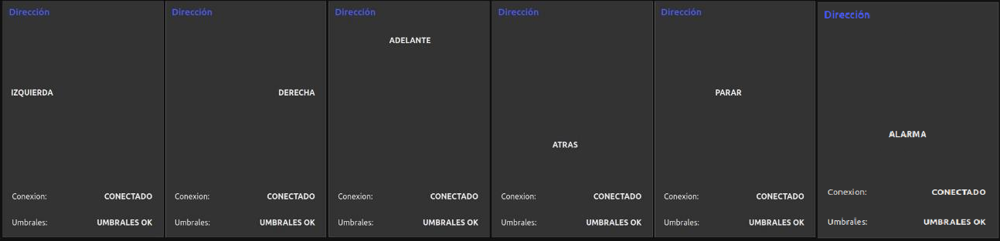 Dirección
IZQUIERDA
Conexion: CONECTADO
Umbrales: UMBRALES OK
Dirección
DERECHA
Conexion: CONECTADO
Umbrales: UMBRALES OK
Dirección
ADELANTE
Conexion: CONECTADO
Umbrales: UMBRALES OK
Dirección
ATRAS
Conexion: CONECTADO
Umbrales: UMBRALES OK
Dirección
PARAR
Conexion: CONECTADO
Umbrales: UMBRALES OK
Dirección
ALARMA
Conexion: CONECTADO
Umbrales: UMBRALES OK